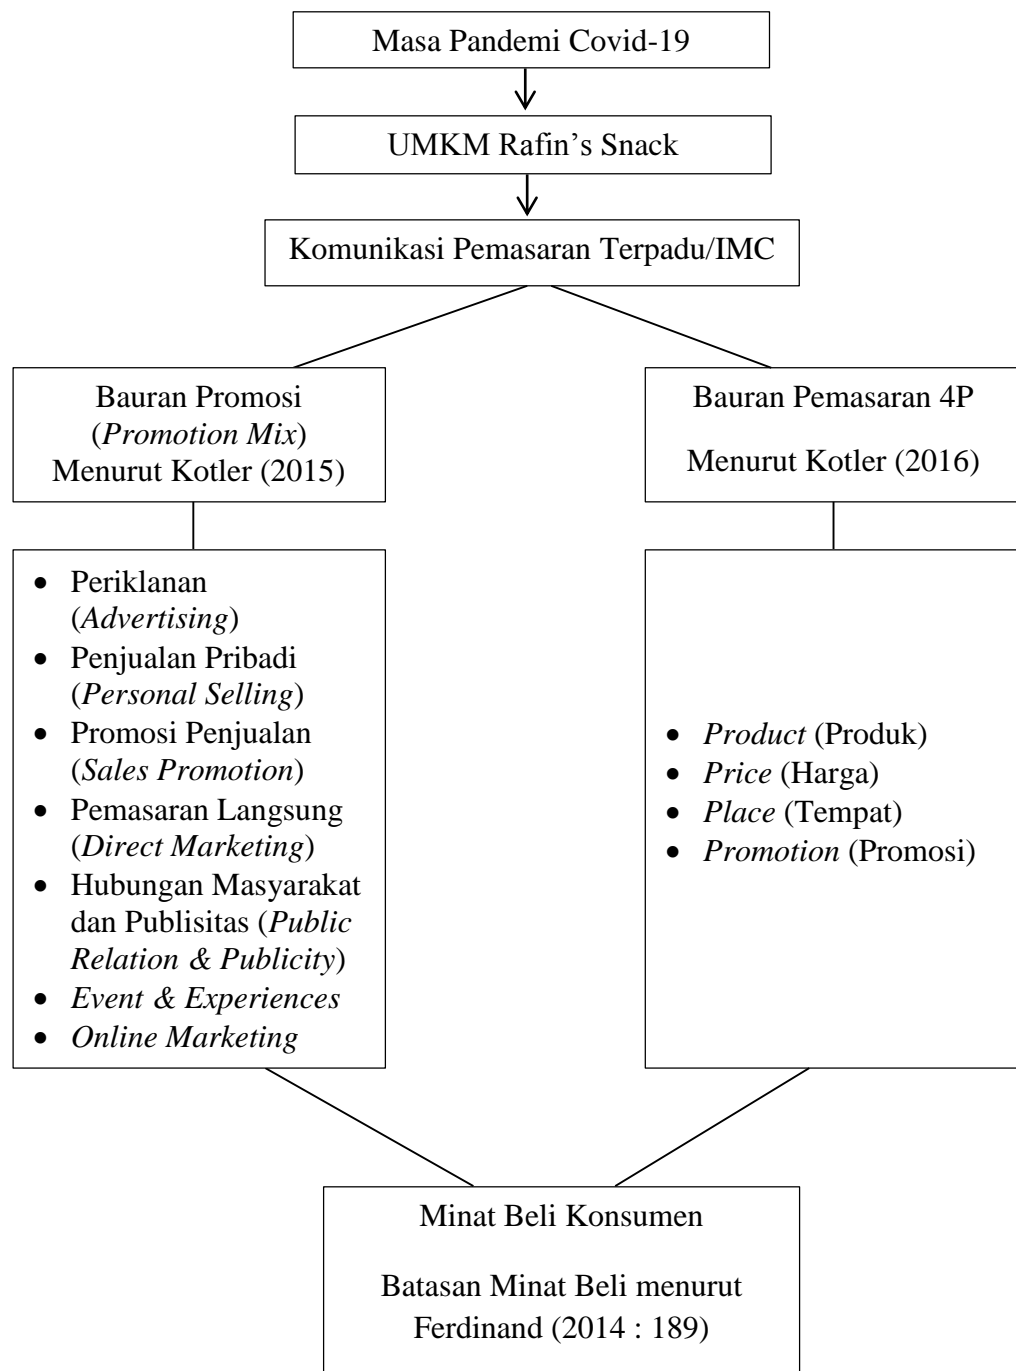 Masa Pandemi Covid-19
UMKM Rafin’s Snack
Komunikasi Pemasaran Terpadu/IMC
Bauran Promosi
(Promotion Mix)
Menurut Kotler (2015)
Bauran Pemasaran 4P
Menurut Kotler (2016)
• Periklanan
(Advertising)
• Penjualan Pribadi
(Personal Selling)
• Promosi Penjualan
(Sales Promotion)
• Pemasaran Langsung
(Direct Marketing)
• Hubungan Masyarakat
dan Publisitas (Public
Relation & Publicity)
• Event & Experiences
• Online Marketing
• Product (Produk)
• Price (Harga)
• Place (Tempat)
• Promotion (Promosi)
Minat Beli Konsumen
Batasan Minat Beli menurut
Ferdinand (2014 : 189)